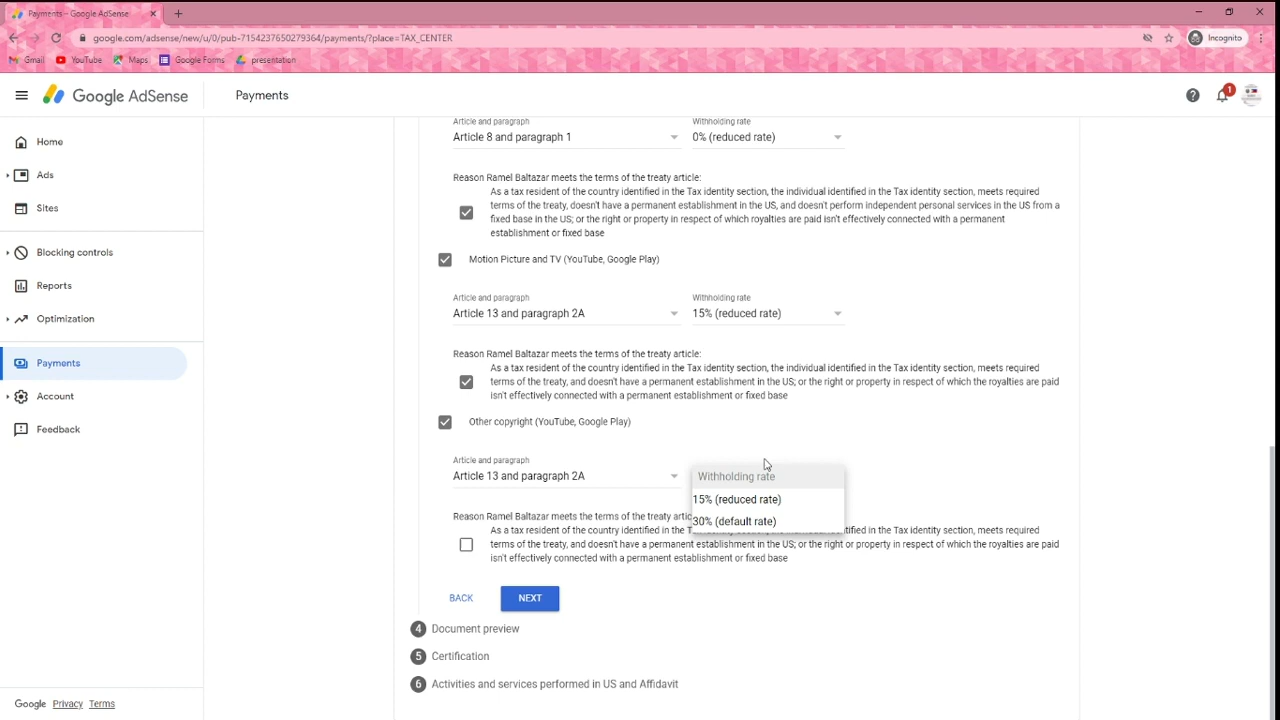 Payments – Google AdSense
google.com/adsense/new/u/0/pub-7154237650279364/payments/?place=TAX_CENTER
Incognito
Gmail
YouTube
Maps
Google Forms
presentation
Google AdSense
Payments
1
Home
Ads
Sites
Blocking controls
Reports
Optimization
Payments
Account
Feedback
Google Privacy Terms
Article and paragraph
Withholding rate
Article 8 and paragraph 1
0% (reduced rate)
Reason Ramel Baltazar meets the terms of the treaty article:
As a tax resident of the country identified in the Tax identity section, the individual identified in the Tax identity section, meets required
terms of the treaty, doesn't have a permanent establishment in the US, and doesn't perform independent personal services in the US from a
fixed base in the US; or the right or property in respect of which royalties are paid isn't effectively connected with a permanent
establishment or fixed base
Motion Picture and TV (YouTube, Google Play)
Article and paragraph
Withholding rate
Article 13 and paragraph 2A
15% (reduced rate)
Reason Ramel Baltazar meets the terms of the treaty article:
As a tax resident of the country identified in the Tax identity section, the individual identified in the Tax identity section, meets required
terms of the treaty, and doesn't have a permanent establishment in the US; or the right or property in respect of which the royalties are paid
isn't effectively connected with a permanent establishment or fixed base
Other copyright (YouTube, Google Play)
Article and paragraph
Article 13 and paragraph 2A
Withholding rate
15% (reduced rate)
30% (default rate)
Reason Ramel Baltazar meets the terms of the treaty
As a tax resident of the country identified in the
section, meets required
terms of the treaty, and doesn't have a permanent establishment in the US; or the right or property in respect of which the royalties are paid
isn't effectively connected with a permanent establishment or fixed base
BACK
NEXT
4 Document preview
5 Certification
6 Activities and services performed in US and Affidavit